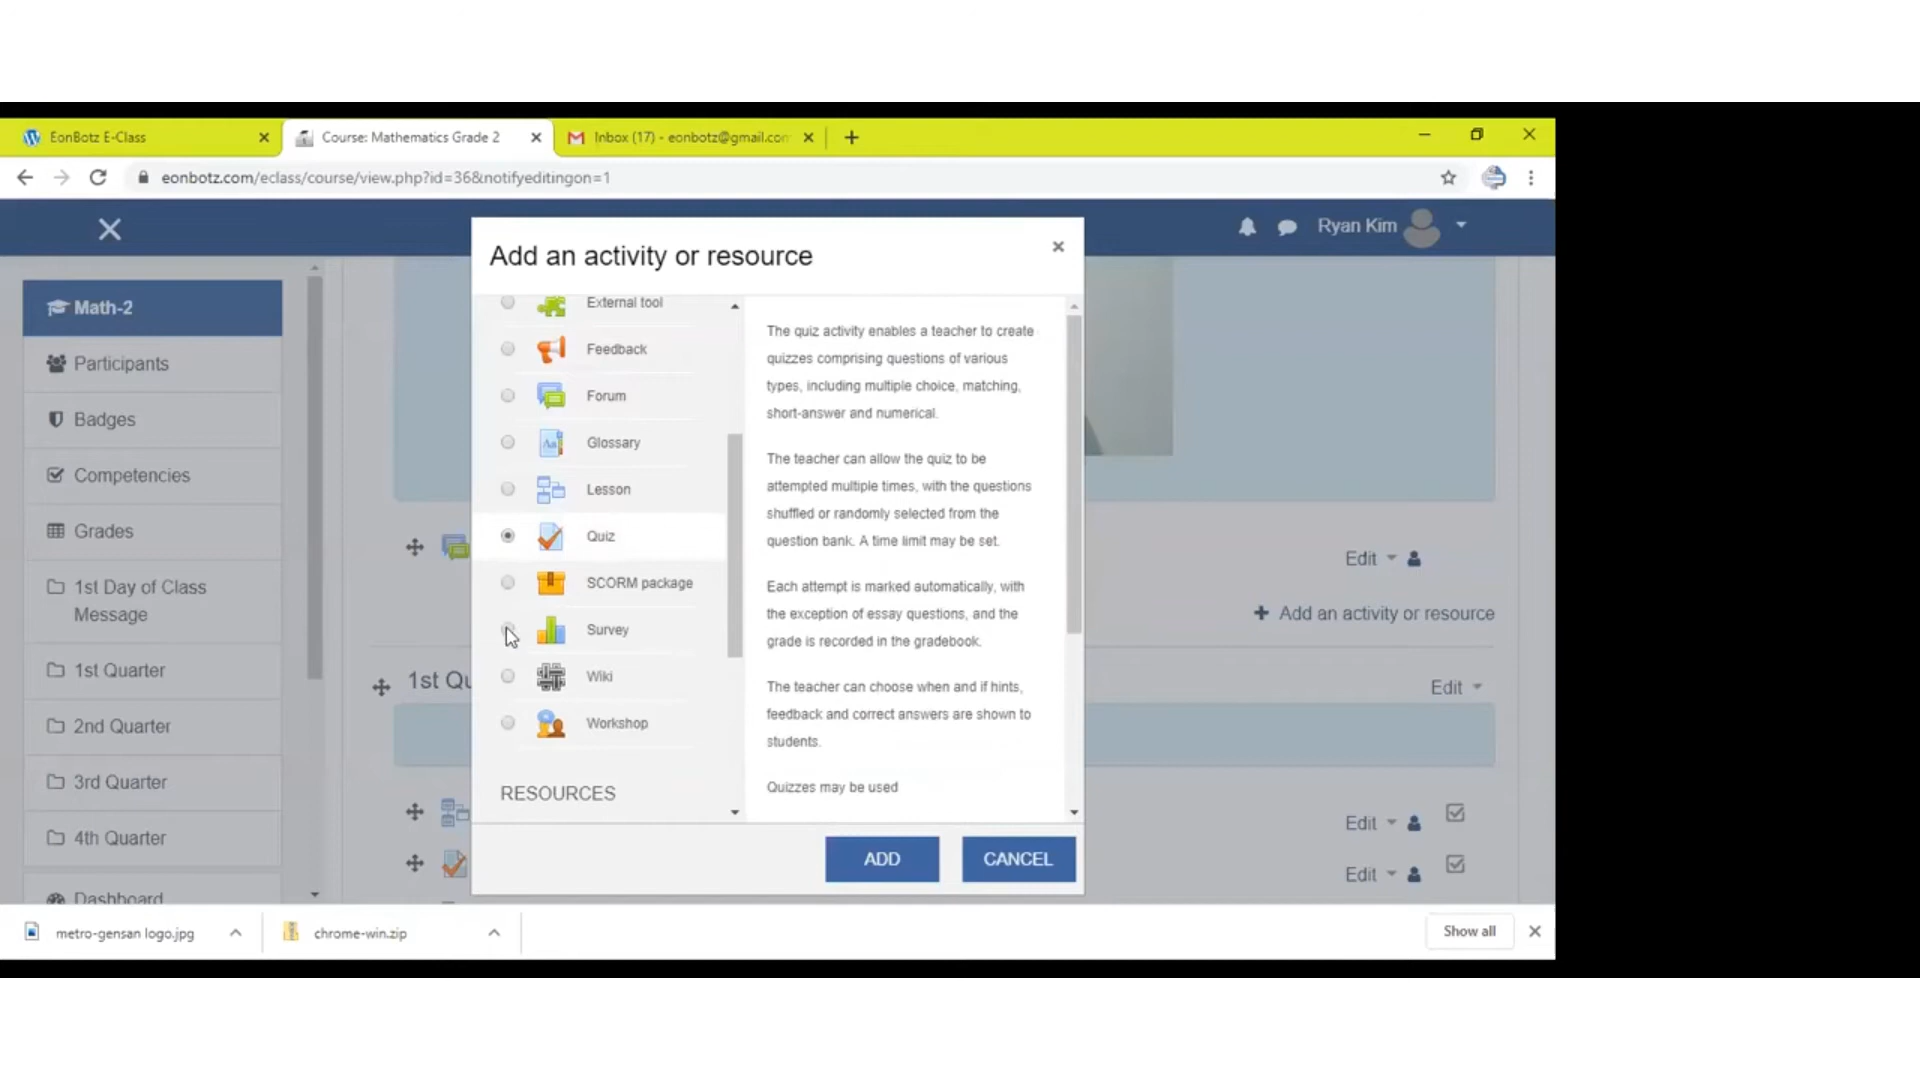 EonBotz E-Class
Course: Mathematics Grade 2
Inbox (17) - eonbotz@gmail.con
eonbotz.com/eclass/course/view.php?id=36&notifyeditingon=1
Ryan Kim
Math-2
Participants
Badges
Competencies
Grades
1st Day of Class
Message
1st Quarter
2nd Quarter
3rd Quarter
4th Quarter
Dashboard
Add an activity or resource
External tool
Feedback
Forum
Glossary
Lesson
Quiz
SCORM package
Survey
Wiki
Workshop
RESOURCES
The quiz activity enables a teacher to create
quizzes comprising questions of various
types, including multiple choice, matching,
short-answer and numerical.
The teacher can allow the quiz to be
attempted multiple times, with the questions
shuffled or randomly selected from the
question bank. A time limit may be set.
Each attempt is marked automatically, with
the exception of essay questions, and the
grade is recorded in the gradebook.
The teacher can choose when and if hints,
feedback and correct answers are shown to
students.
Quizzes may be used
ADD
CANCEL
Edit
Add an activity or resource
1st Qu
Edit
Edit
Edit
metro-gensan logo.jpg
chrome-win.zip
Show all